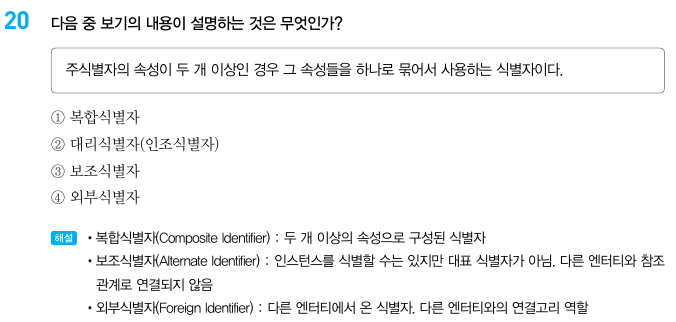 20 다음 중 보기의 내용이 설명하는 것은 무엇인가?
주식별자의 속성이 두 개 이상인 경우 그 속성들을 하나로 묶어서 사용하는 식별자이다.
① 복합식별자
② 대리식별자(인조식별자)
③ 보조식별자
④ 외부식별자
해설 • 복합식별자(Composite Identifier) : 두 개 이상의 속성으로 구성된 식별자
• 보조식별자(Alternate Identifier) : 인스턴스를 식별할 수는 있지만 대표 식별자가 아님. 다른 엔터티와 참조
관계로 연결되지 않음
• 외부식별자(Foreign Identifier) : 다른 엔터티에서 온 식별자. 다른 엔터티와의 연결고리 역할